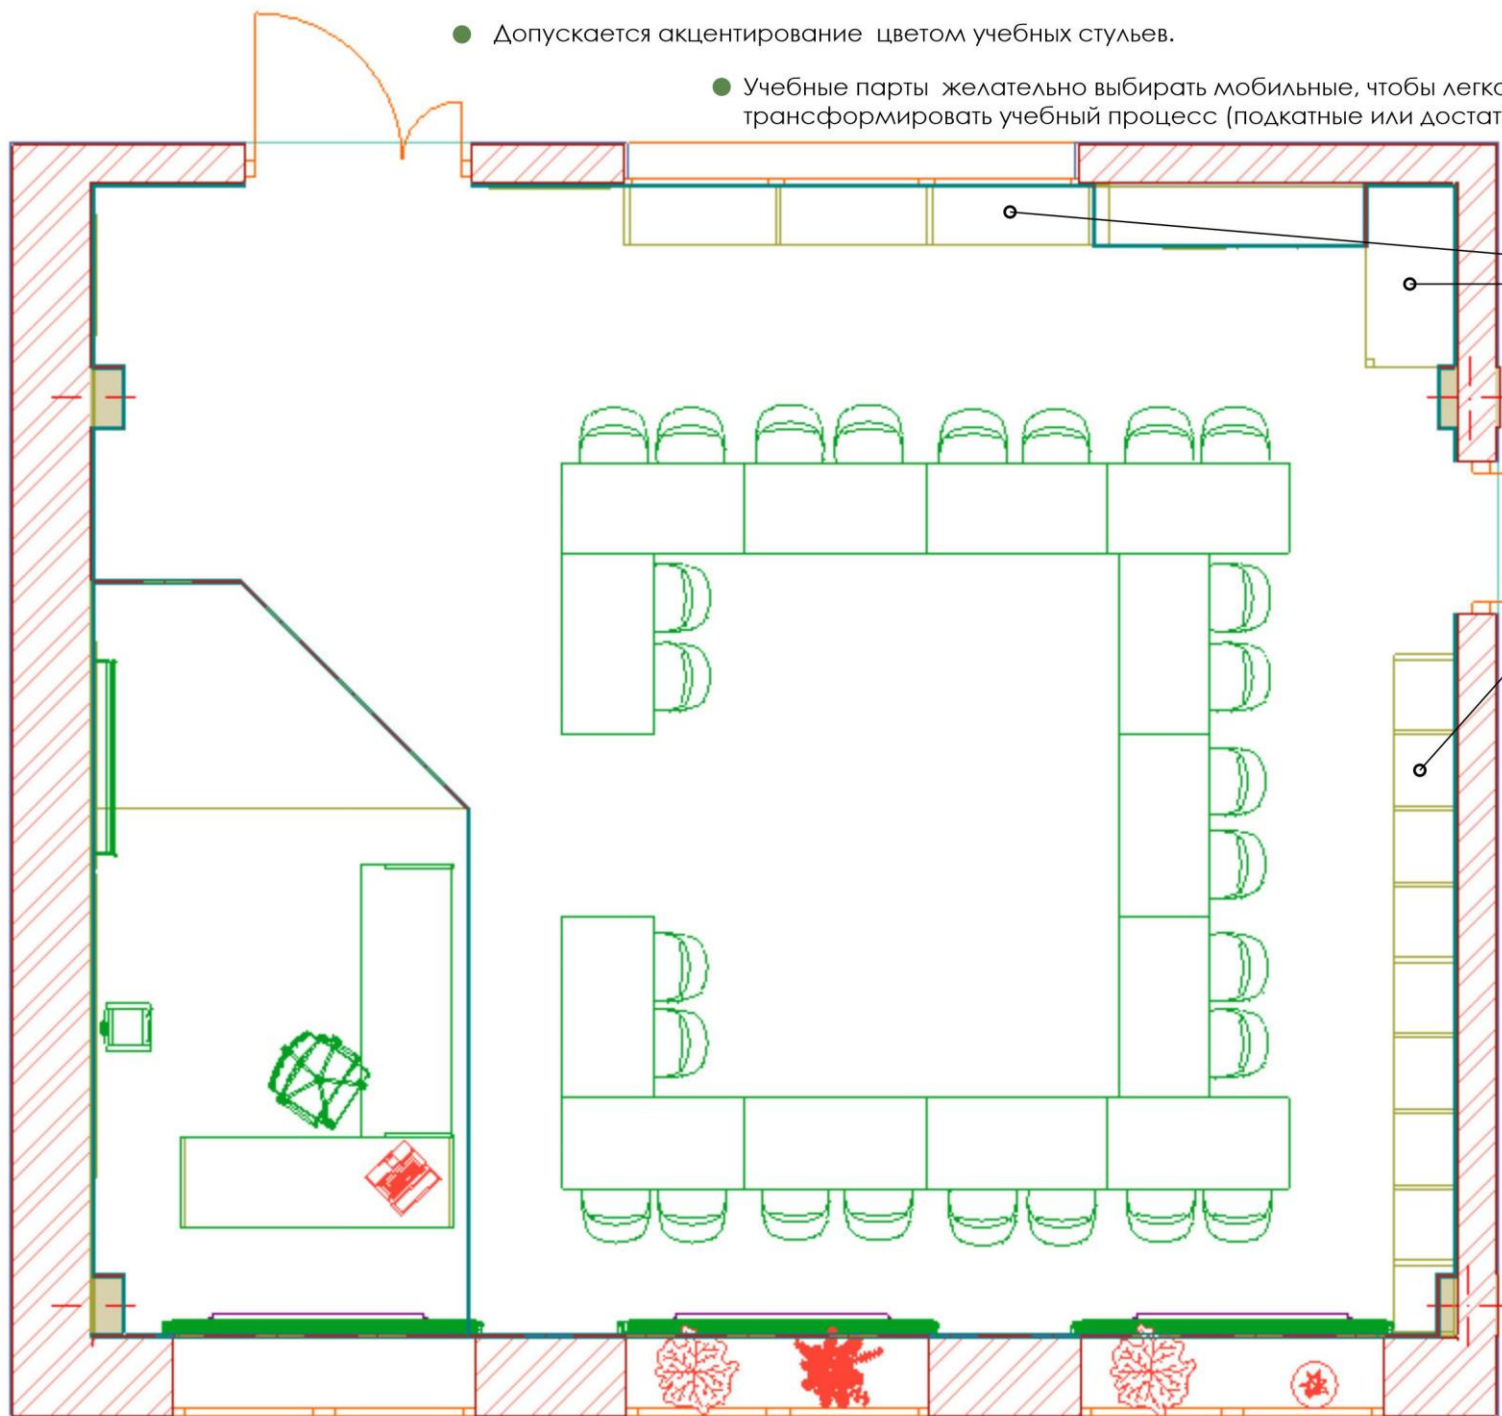 Допускается акцентирование цветом учебных стульев.
Учебные парты желательно выбирать мобильные, чтобы легко
трансформировать учебный процесс (подкатные или